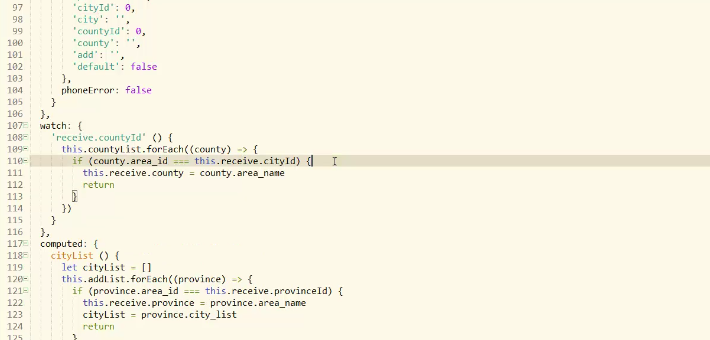 97 'cityId': 0,
98 'city': '',
99 'countyId': 0,
100 'county': '',
101 'add': '',
102 'default': false
103 },
104 phoneError: false
105 }
106 },
107 watch: {
108 'receive.countyId' () {
109 this.countyList.forEach((county) => {
110 if (county.area_id === this.receive.cityId) {
111 this.receive.county = county.area_name
112 return
113 }
114 })
115 }
116 },
117 computed: {
118 cityList () {
119 let cityList = []
120 this.addList.forEach((province) => {
121 if (province.area_id === this.receive.provinceId) {
122 this.receive.province = province.area_name
123 cityList = province.city_list
124 return
125 }